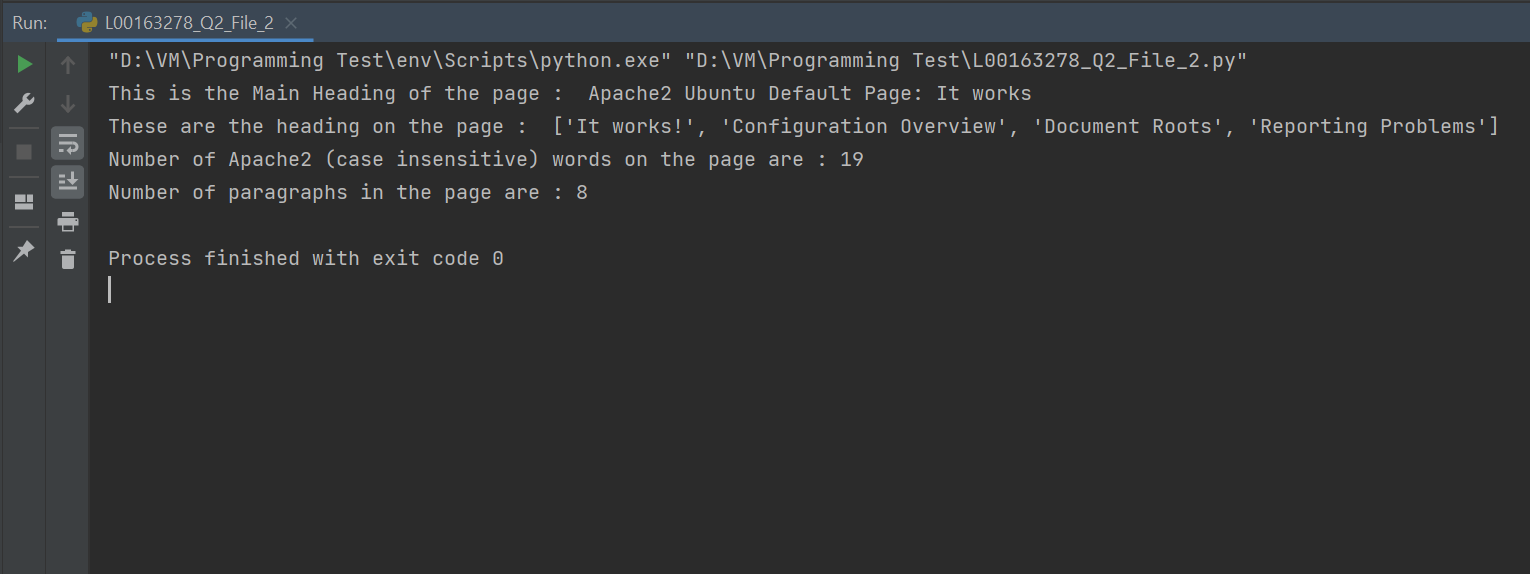 Run: L00163278_Q2_File_2
"D:\VM\Programming Test\env\Scripts\python.exe" "D:\VM\Programming Test\L00163278_Q2_File_2.py"
This is the Main Heading of the page :  Apache2 Ubuntu Default Page: It works
These are the heading on the page :  ['It works!', 'Configuration Overview', 'Document Roots', 'Reporting Problems']
Number of Apache2 (case insensitive) words on the page are : 19
Number of paragraphs in the page are : 8
Process finished with exit code 0